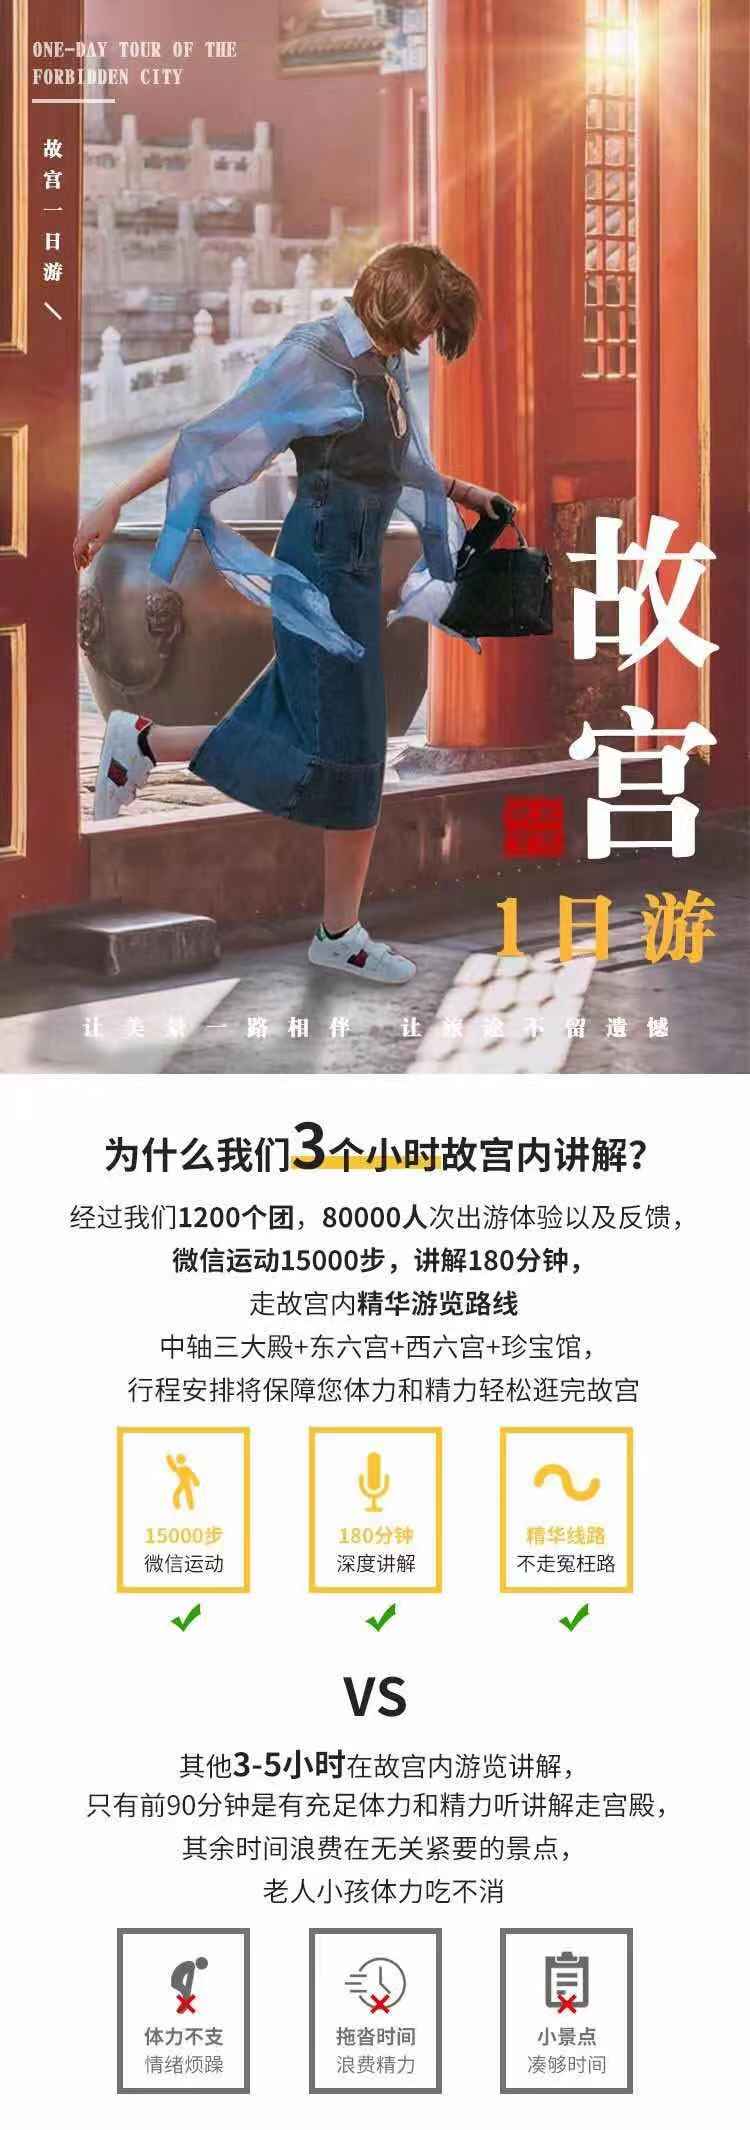 ONE-DAY TOUR OF THE
FORBIDDEN CITY
故宫一日游
故宫
1日游
让美景一路相伴 让旅途不留遗憾
为什么我们3个小时故宫内讲解？
经过我们1200个团，80000人次出游体验以及反馈，
微信运动15000步，讲解180分钟，
走故宫内精华游览路线
中轴三大殿+东六宫+西六宫+珍宝馆，
行程安排将保障您体力和精力轻松逛完故宫
15000步
微信运动
180分钟
深度讲解
精华线路
不走冤枉路
VS
其他3-5小时在故宫内游览讲解，
只有前90分钟是有充足体力和精力听讲解走宫殿，
其余时间浪费在无关紧要的景点，
老人小孩体力吃不消
体力不支
情绪烦躁
拖沓时间
浪费精力
小景点
凑够时间